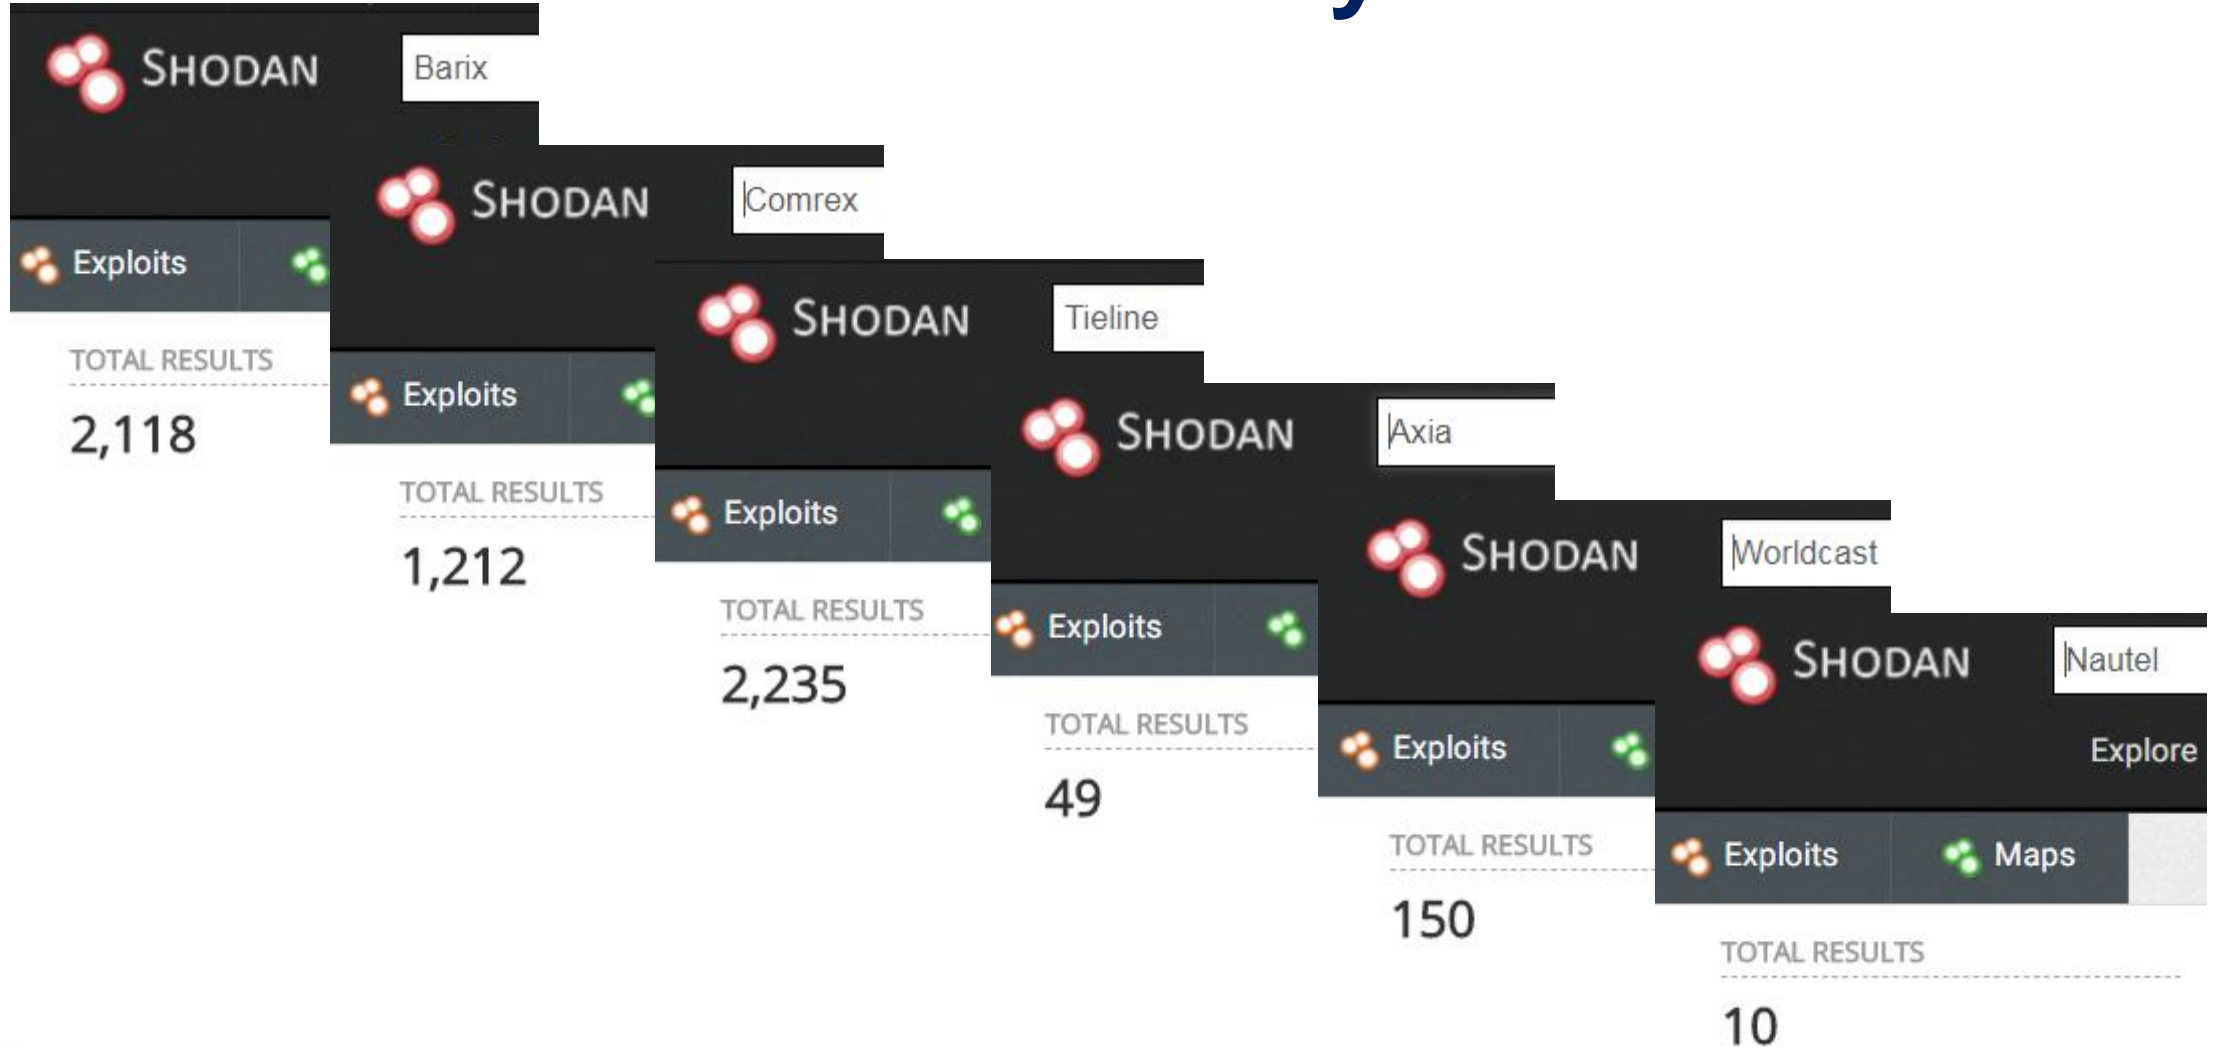 SHODAN Barix
Exploits
TOTAL RESULTS
2,118
SHODAN Comrex
Exploits
TOTAL RESULTS
1,212
SHODAN Tieline
Exploits
TOTAL RESULTS
2,235
SHODAN Axia
Exploits
TOTAL RESULTS
49
SHODAN Worldcast
Exploits
TOTAL RESULTS
150
SHODAN Nautel
Explore
Exploits Maps
TOTAL RESULTS
10